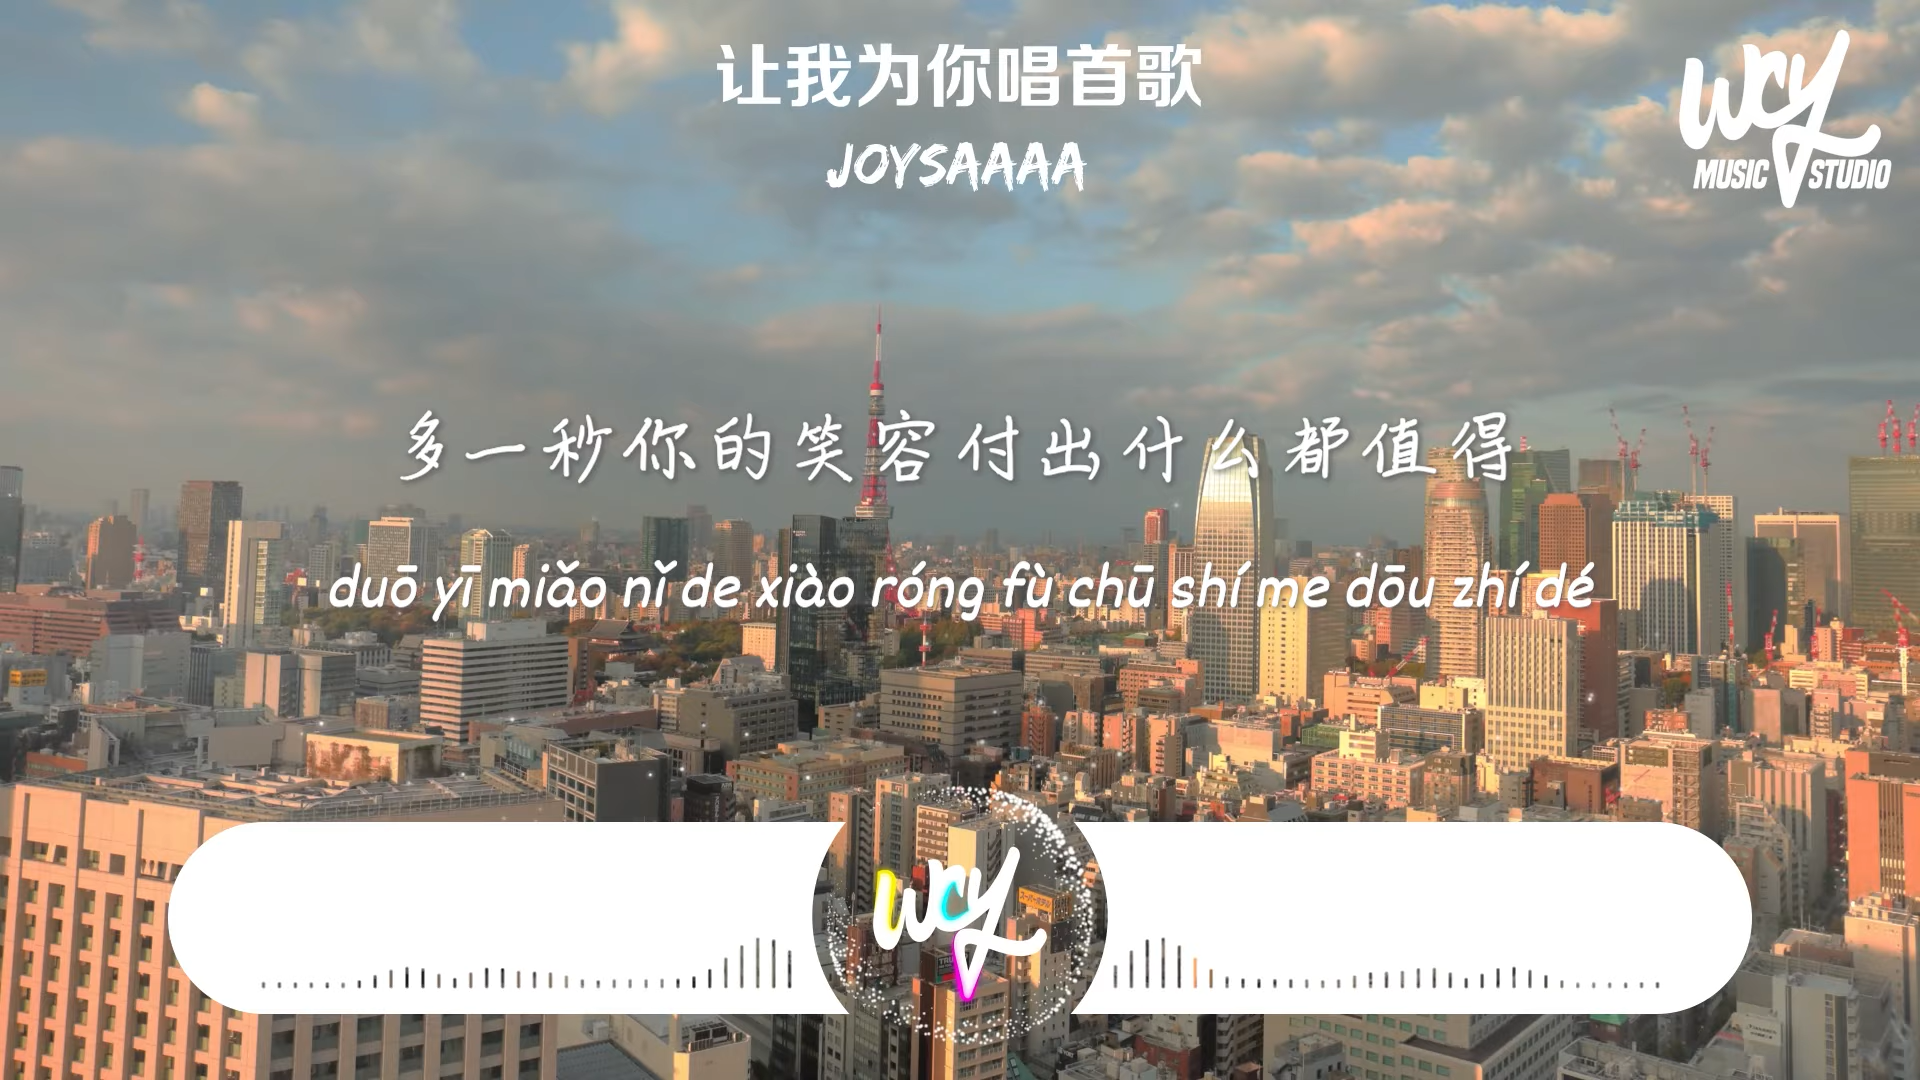 让我为你唱首歌
JOYSAAAA
WCY
MUSIC STUDIO
多一秒你的笑容付出什么都值得
duō yī miǎo nǐ de xiào róng fù chū shí me dōu zhí dé
WCY